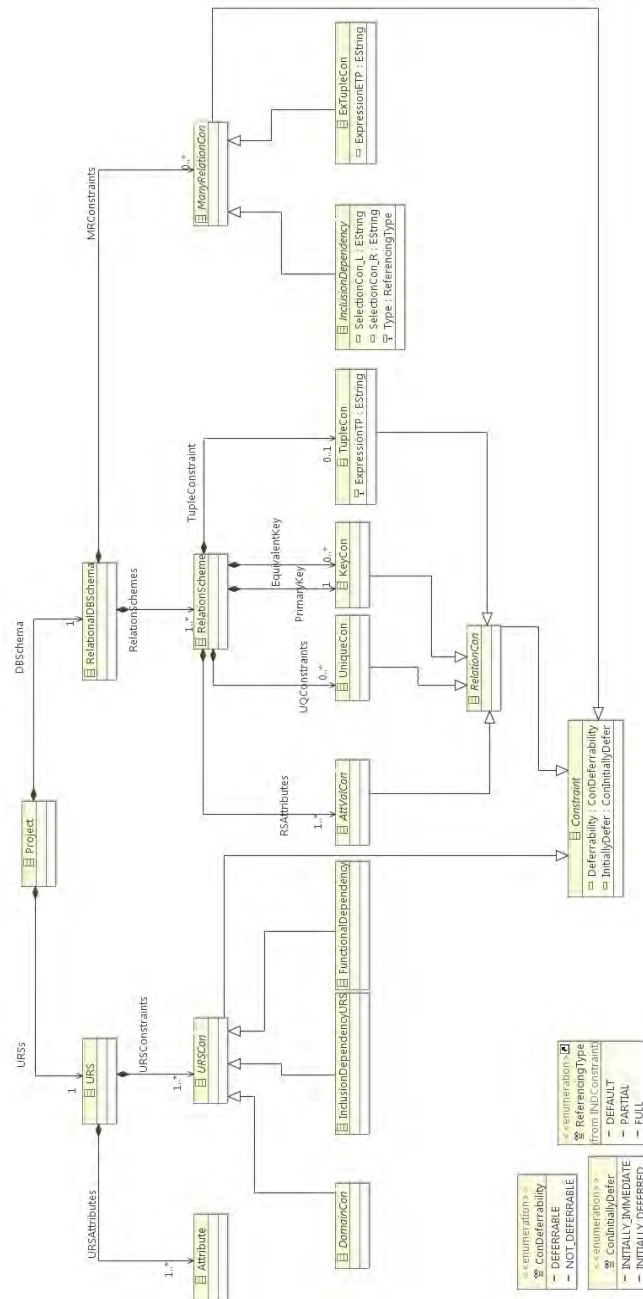 Project
URSs
1
DBSchema
1
URS
RelationalDBSchema
URSAttributes
1..*
URSConstraints
1..*
RelationSchemes
1..*
MRConstraints
0..*
Attribute
URSCon
RelationScheme
ManyRelationCon
RSAttributes
1..*
UQConstraints
0..*
PrimaryKey
1
EquivalentKey
0..*
TupleConstraint
0..1
DomainCon
InclusionDependencyURS
FunctionalDependency
AttValCon
UniqueCon
KeyCon
TupleCon
ExpressionTP : EString
InclusionDependency
SelectionCon_L : EString
SelectionCon_R : EString
Type : ReferencingType
ExTupleCon
ExpressionETP : EString
RelationCon
Constraint
Deferrability : ConDeferrability
InitiallyDefer : ConInitiallyDefer
<<enumeration>>
ConDeferrability
DEFERRABLE
NOT_DEFERRABLE
<<enumeration>>
ReferencingType
(from INDConstraint)
DEFAULT
PARTIAL
FULL
<<enumeration>>
ConInitiallyDefer
INITIALLY_IMMEDIATE
INITIALLY_DEFERRED